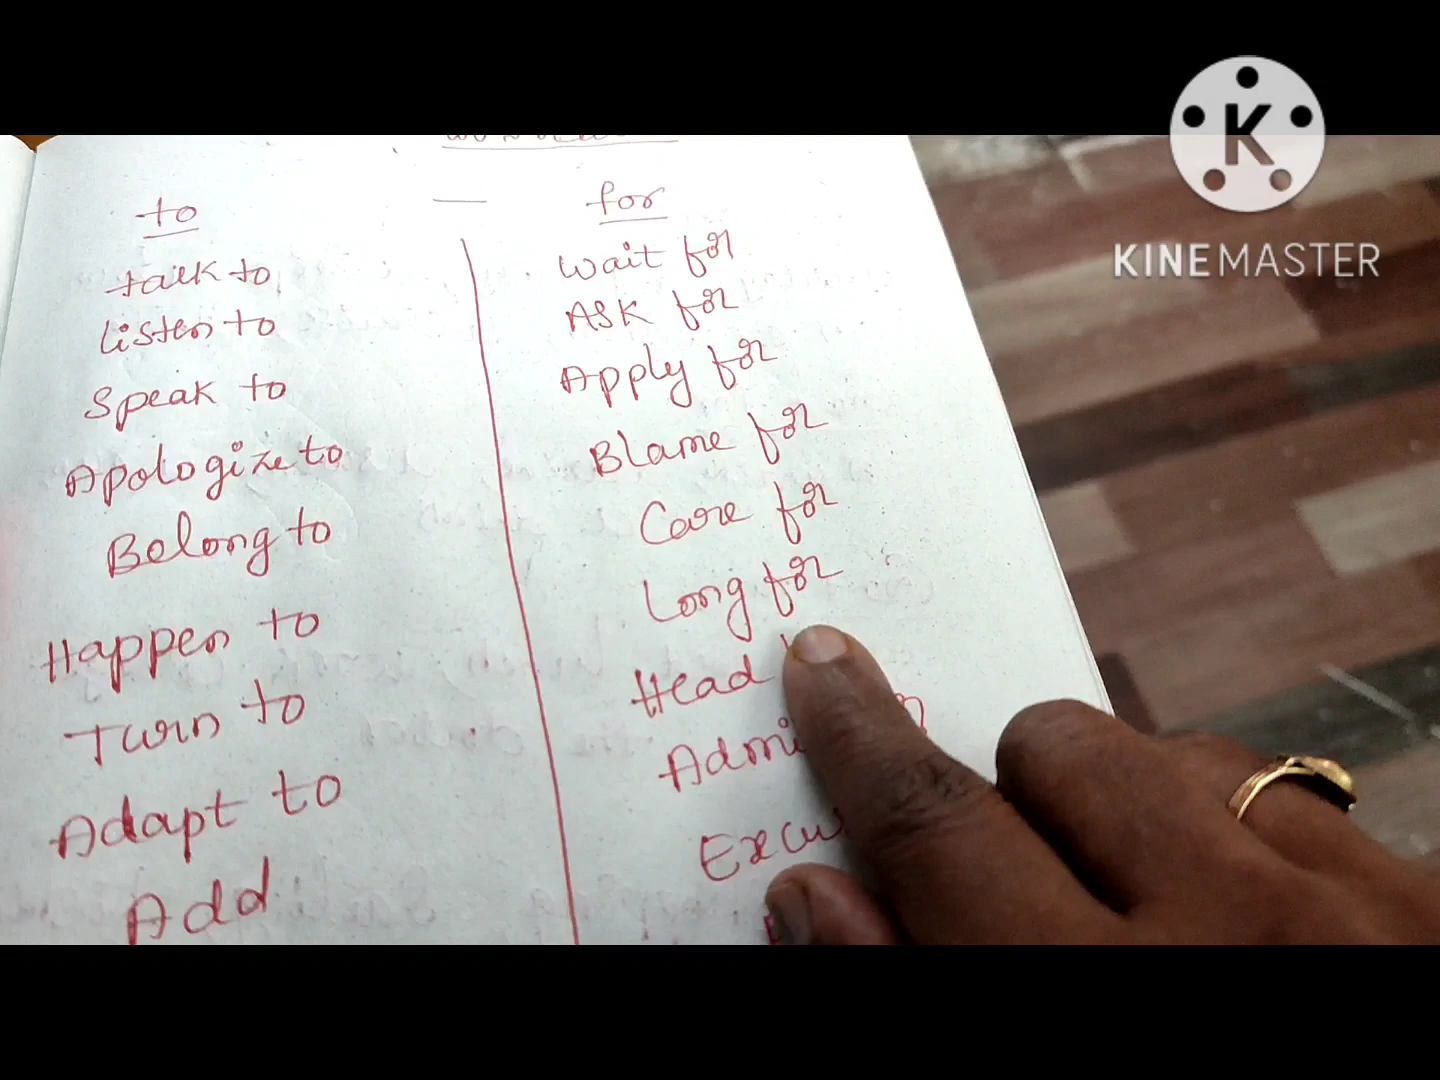 to — for
talk to
listen to
Speak to
Apologize to
Belong to
Happen to
Turn to
Adapt to
Add
Wait for
ASK for
Apply for
Blame for
Care for
Long for
Head
KINEMASTER